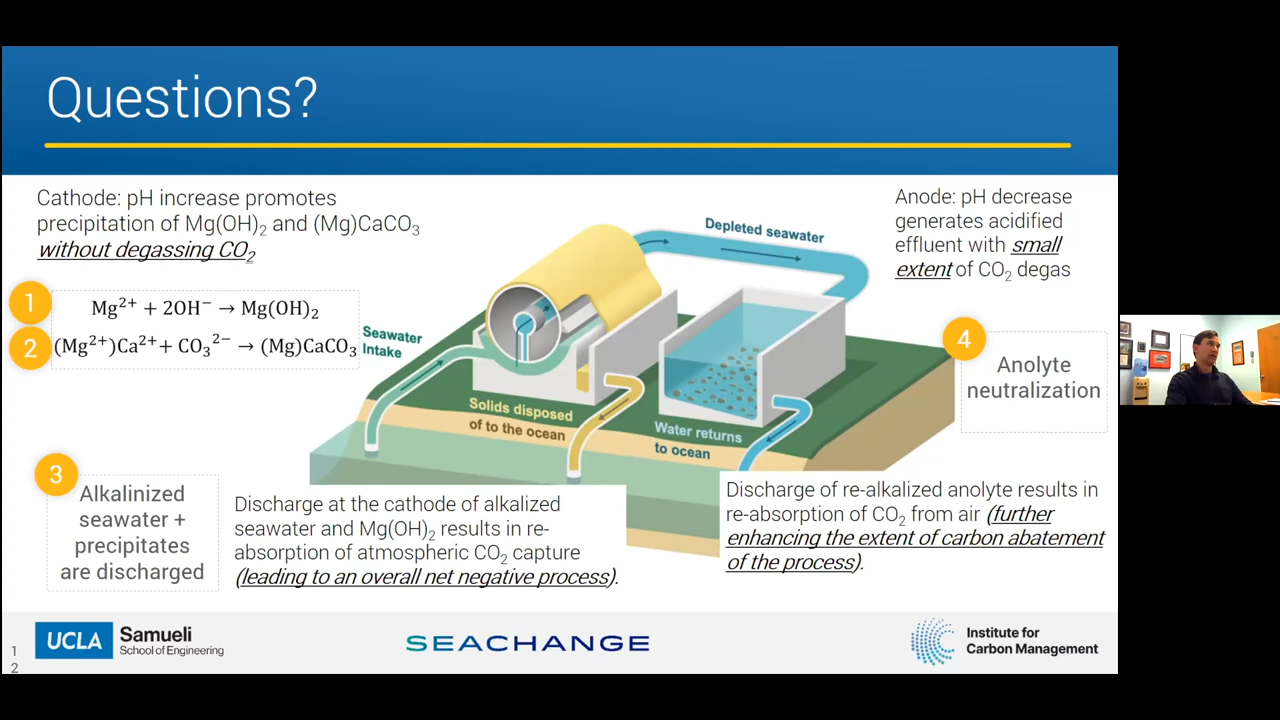 Questions?
Cathode: pH increase promotes
precipitation of Mg(OH)₂ and (Mg)CaCO₃
without degassing CO₂
1
Mg²⁺ + 2OH⁻ → Mg(OH)₂
2
(Mg²⁺)Ca²⁺+ CO₃²⁻ → (Mg)CaCO₃
Seawater
Intake
Depleted seawater
Solids disposed
of to the ocean
Water returns
to ocean
Anode: pH decrease
generates acidified
effluent with small
extent of CO₂ degas
4
Anolyte
neutralization
3
Alkalinized
seawater +
precipitates
are discharged
Discharge at the cathode of alkalized
seawater and Mg(OH)₂ results in re-
absorption of atmospheric CO₂ capture
(leading to an overall net negative process).
Discharge of re-alkalized anolyte results in
re-absorption of CO₂ from air (further
enhancing the extent of carbon abatement
of the process).
1
2
UCLA
Samueli
School of Engineering
SEACHANGE
Institute for
Carbon Management